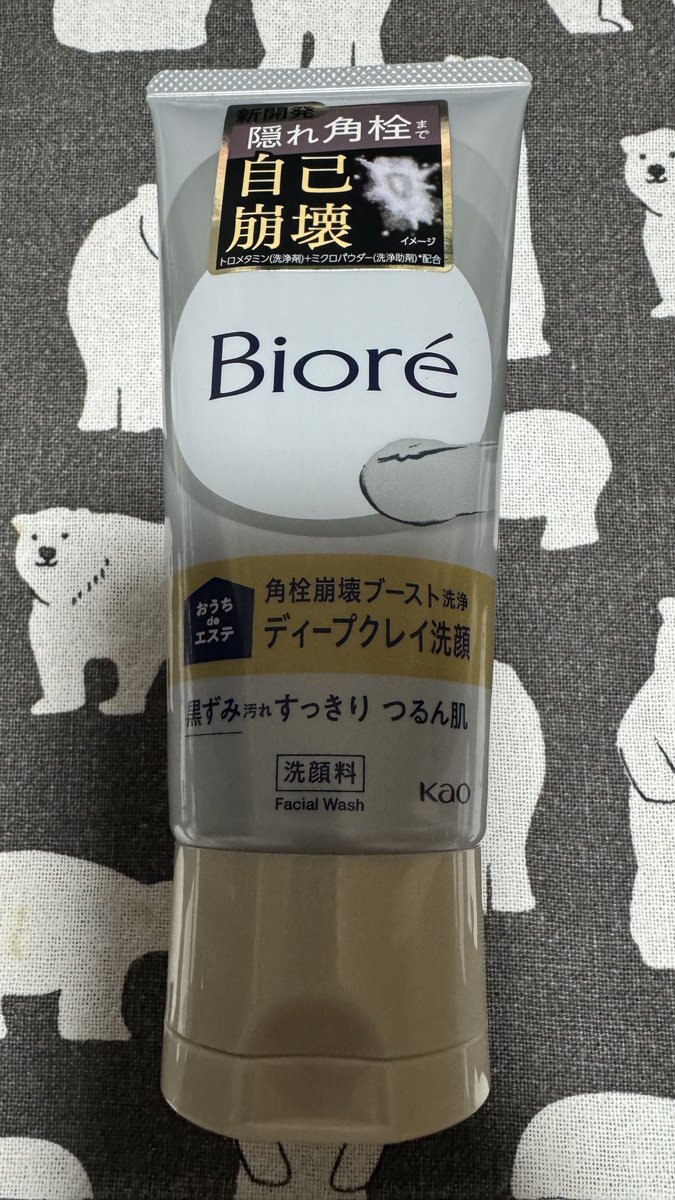 新開発
隠れ角栓まで
自己
崩壊
イメージ
トロメタミン(洗浄剤)+ミクロパウダー(洗浄助剤)*配合
Bioré
おうち
de
エステ
角栓崩壊ブースト洗浄
ディープクレイ洗顔
黒ずみ汚れすっきり つるん肌
洗顔料
Facial Wash
Kao